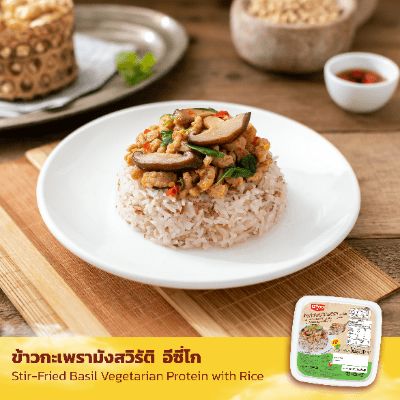 ข้าวกะเพรามังสวิรัติ อีซี่โก
Stir-Fried Basil Vegetarian Protein with Rice